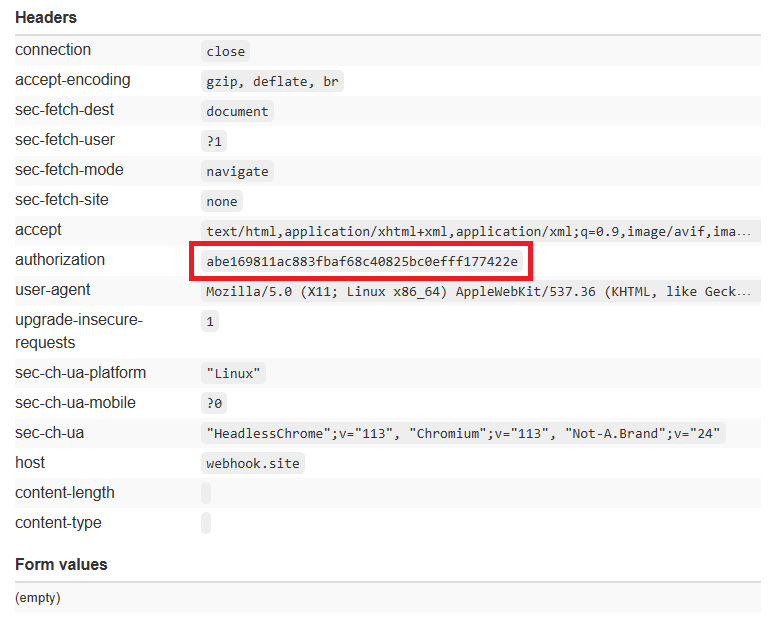 Headers
connection close
accept-encoding gzip, deflate, br
sec-fetch-dest document
sec-fetch-user ?1
sec-fetch-mode navigate
sec-fetch-site none
accept text/html,application/xhtml+xml,application/xml;q=0.9,image/avif,ima...
authorization abe169811ac883fbaf68c40825bc0efff177422e
user-agent Mozilla/5.0 (X11; Linux x86_64) AppleWebKit/537.36 (KHTML, like Geck...
upgrade-insecure- 1
requests
sec-ch-ua-platform "Linux"
sec-ch-ua-mobile ?0
sec-ch-ua "HeadlessChrome";v="113", "Chromium";v="113", "Not-A.Brand";v="24"
host webhook.site
content-length
content-type
Form values
(empty)